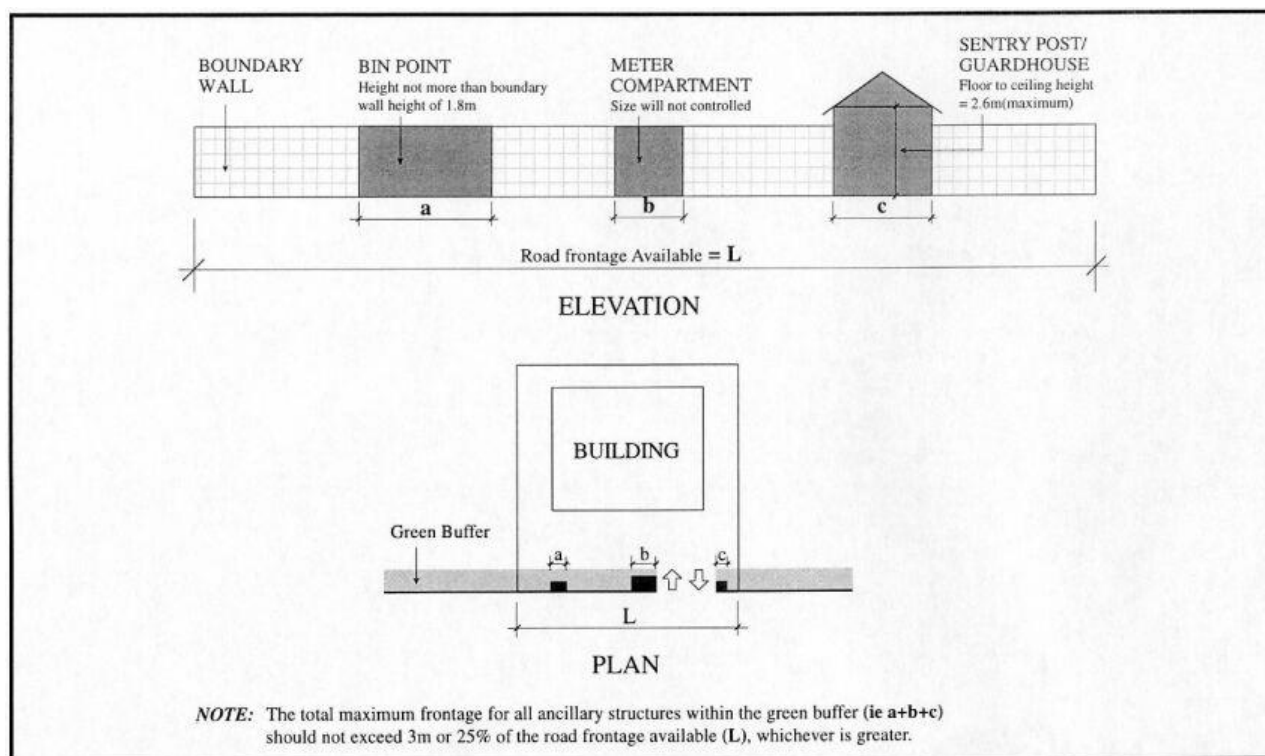 BOUNDARY
WALL
BIN POINT
Height not more than boundary
wall height of 1.8m
METER
COMPARTMENT
Size will not controlled
SENTRY POST/
GUARDHOUSE
Floor to ceiling height
= 2.6m(maximum)
a
b
c
Road frontage Available = L
ELEVATION
BUILDING
Green Buffer
a
b
c
L
PLAN
NOTE: The total maximum frontage for all ancillary structures within the green buffer (ie a+b+c)
should not exceed 3m or 25% of the road frontage available (L), whichever is greater.